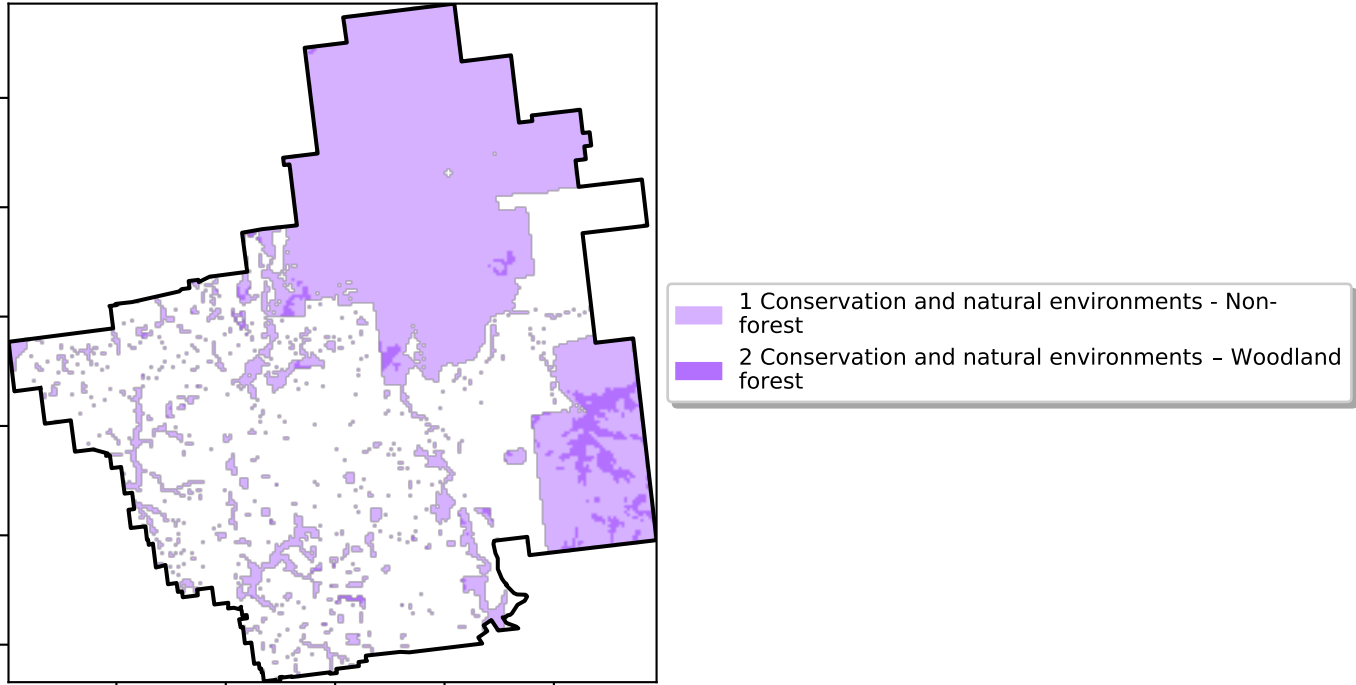 1 Conservation and natural environments - Non-
forest
2 Conservation and natural environments – Woodland
forest